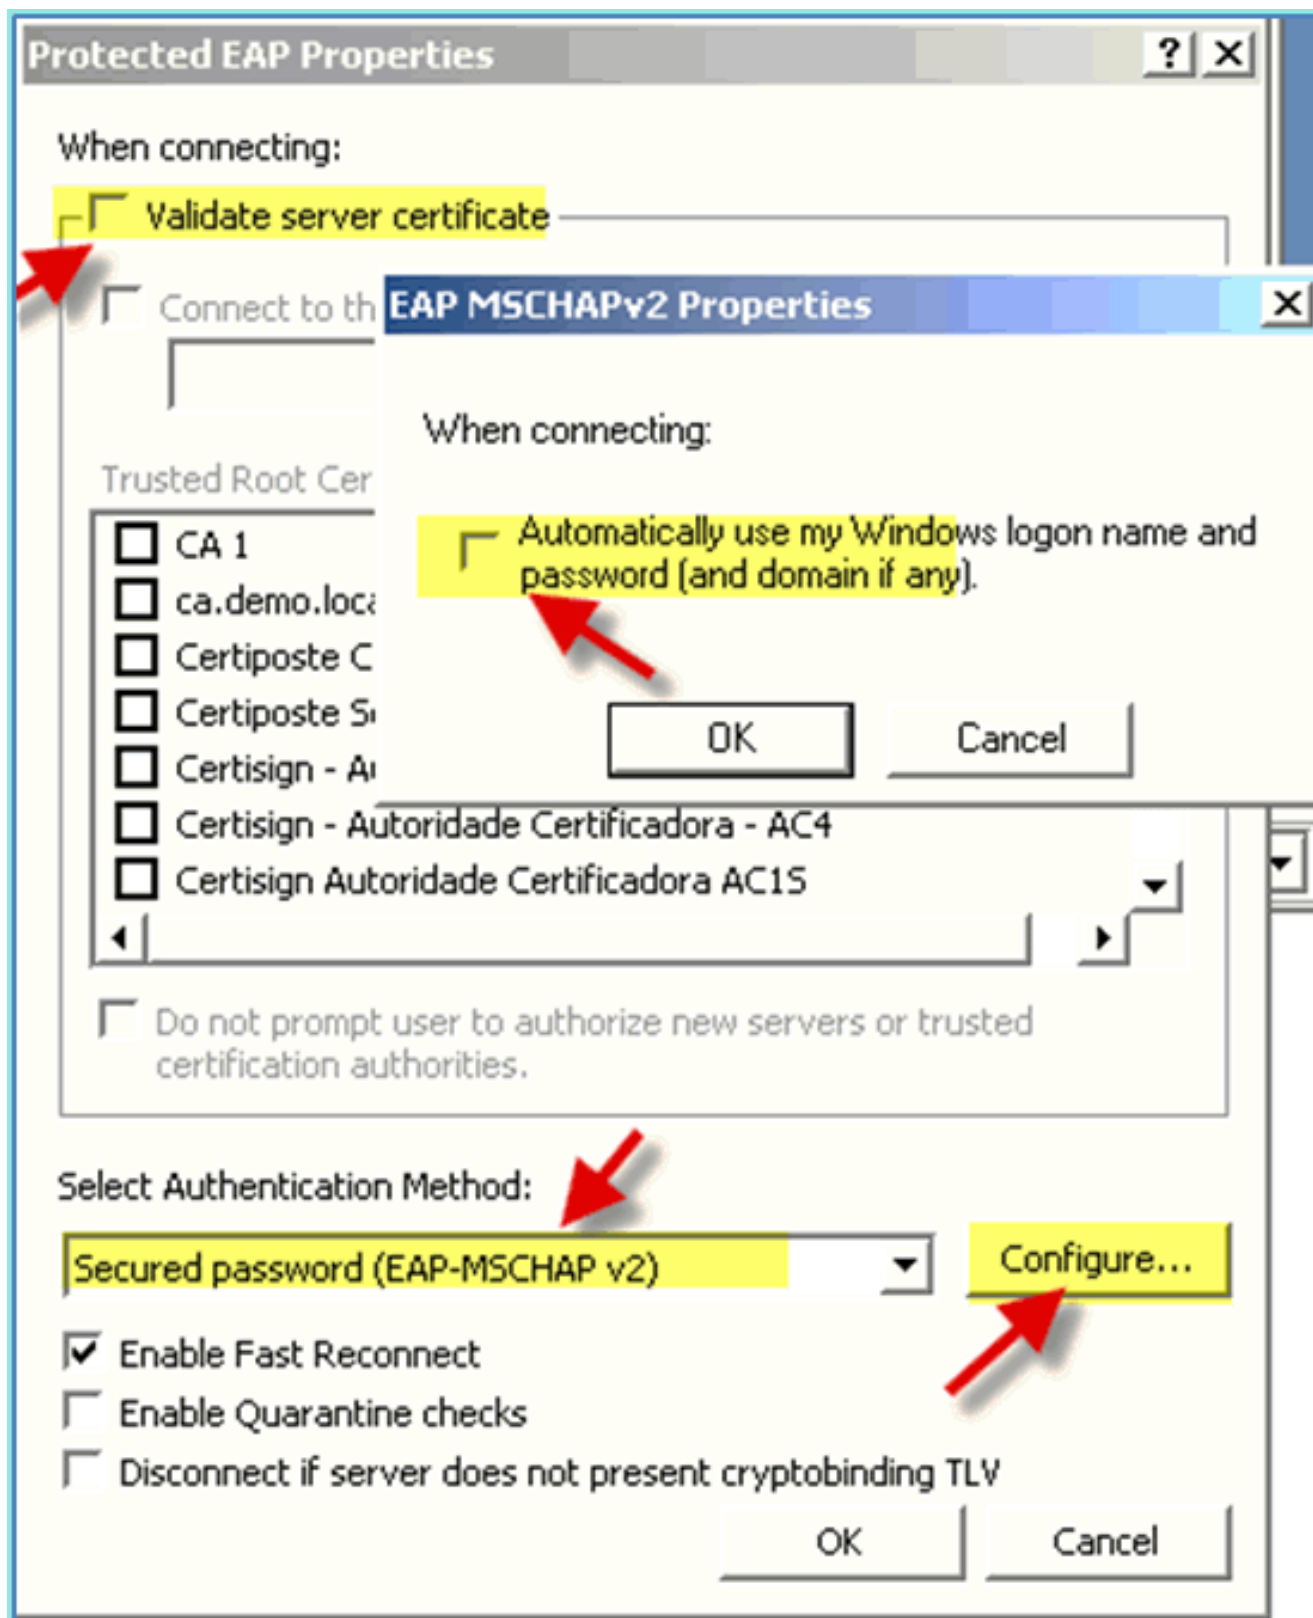 Protected EAP Properties
When connecting:
Validate server certificate
Connect to th
EAP MSCHAPv2 Properties
When connecting:
Automatically use my Windows logon name and
password (and domain if any).
OK
Cancel
Trusted Root Cer
CA 1
ca.demo.loca
Certiposte C
Certiposte S
Certisign - A
Certisign - Autoridade Certificadora - AC4
Certisign Autoridade Certificadora AC1S
Do not prompt user to authorize new servers or trusted
certification authorities.
Select Authentication Method:
Secured password (EAP-MSCHAP v2)
Configure...
Enable Fast Reconnect
Enable Quarantine checks
Disconnect if server does not present cryptobinding TLV
OK
Cancel